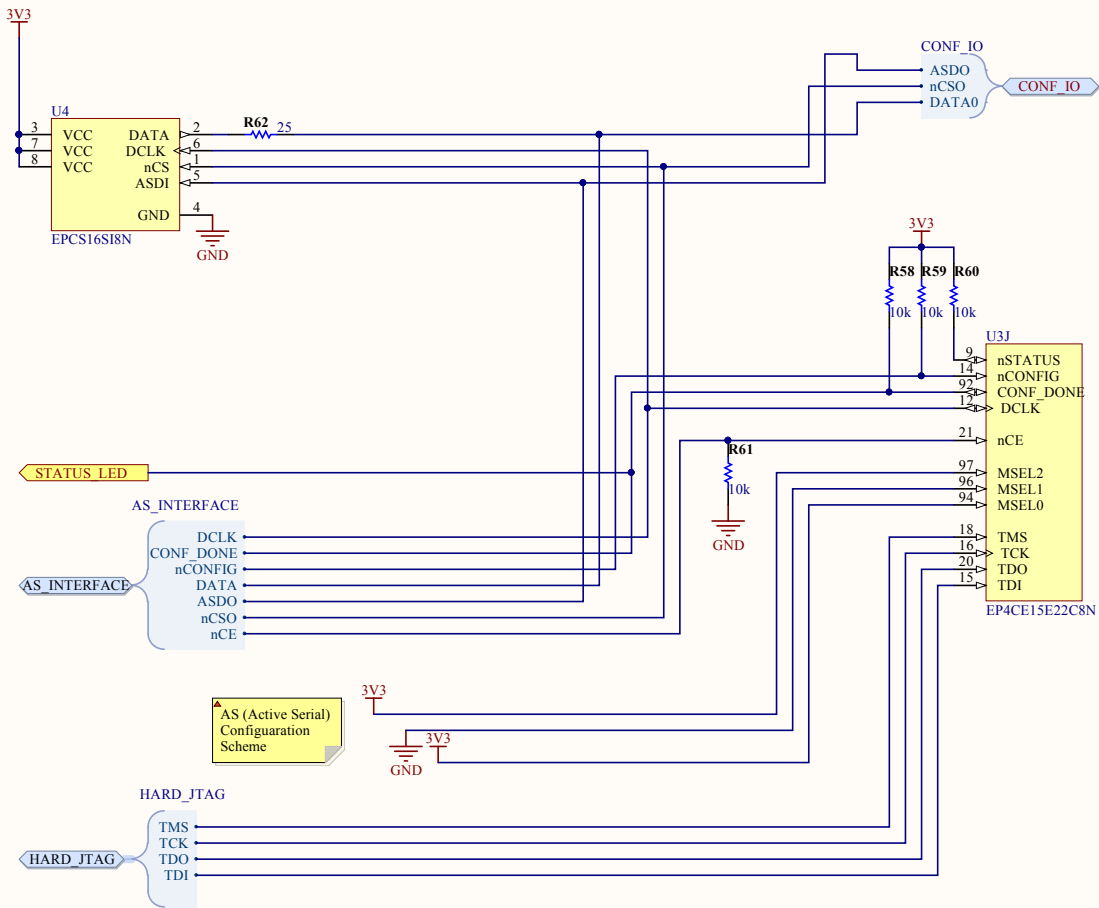 3V3
CONF_IO
ASDO
nCSO
DATA0
CONF_IO
U4
3 VCC
7 VCC
8 VCC
DATA 2
DCLK 6
nCS 1
ASDI 5
GND 4
EPCS16SI8N
GND
R62 25
3V3
R58 R59 R60
10k 10k 10k
U3J
9 nSTATUS
14 nCONFIG
92 CONF_DONE
12 DCLK
21 nCE
97 MSEL2
96 MSEL1
94 MSEL0
18 TMS
16 TCK
20 TDO
15 TDI
EP4CE15E22C8N
R61
10k
GND
STATUS_LED
AS_INTERFACE
DCLK
CONF_DONE
nCONFIG
DATA
ASDO
nCSO
nCE
AS_INTERFACE
3V3
AS (Active Serial)
Configuaration
Scheme
GND
3V3
HARD_JTAG
TMS
TCK
TDO
TDI
HARD_JTAG